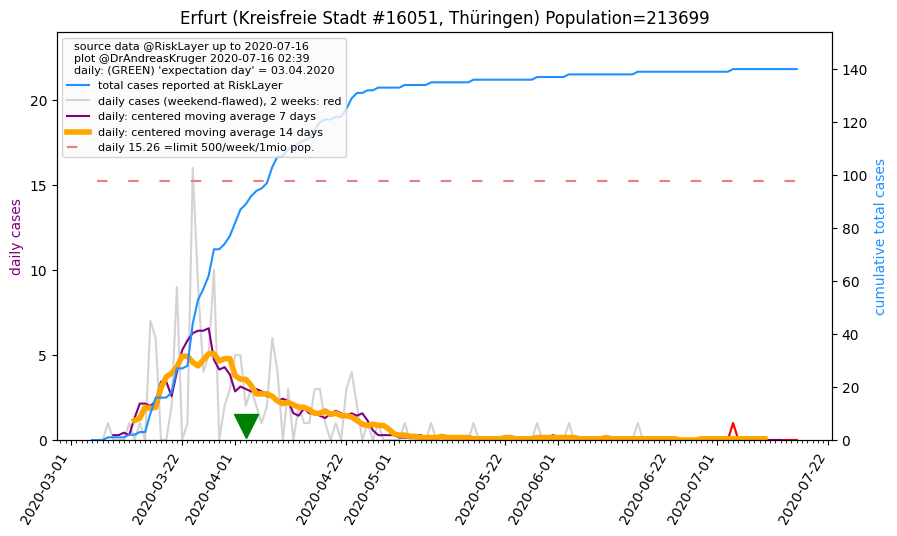 Erfurt (Kreisfreie Stadt #16051, Thüringen) Population=213699
source data @RiskLayer up to 2020-07-16
plot @DrAndreasKruger 2020-07-16 02:39
daily: (GREEN) 'expectation day' = 03.04.2020
total cases reported at RiskLayer
daily cases (weekend-flawed), 2 weeks: red
daily: centered moving average 7 days
daily: centered moving average 14 days
daily 15.26 =limit 500/week/1mio pop.
daily cases
20
15
10
5
0
cumulative total cases
140
120
100
80
60
40
20
0
2020-03-01
2020-03-22
2020-04-01
2020-04-22
2020-05-01
2020-05-22
2020-06-01
2020-06-22
2020-07-01
2020-07-22